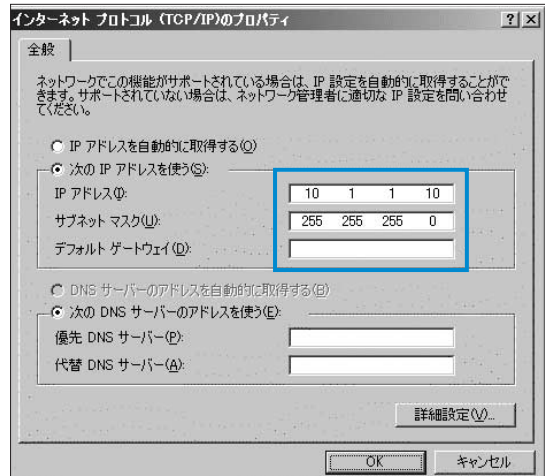 インターネット プロトコル (TCP/IP)のプロパティ
全般
ネットワークでこの機能がサポートされている場合は、IP 設定を自動的に取得することがで
きます。サポートされていない場合は、ネットワーク管理者に適切な IP 設定を問い合わせ
てください。
IP アドレスを自動的に取得する(O)
次の IP アドレスを使う(S):
IP アドレス(I): 10 1 1 10
サブネット マスク(U): 255 255 255 0
デフォルト ゲートウェイ(D):
DNS サーバーのアドレスを自動的に取得する(B)
次の DNS サーバーのアドレスを使う(E):
優先 DNS サーバー(P):
代替 DNS サーバー(A):
詳細設定(V)...
OK キャンセル